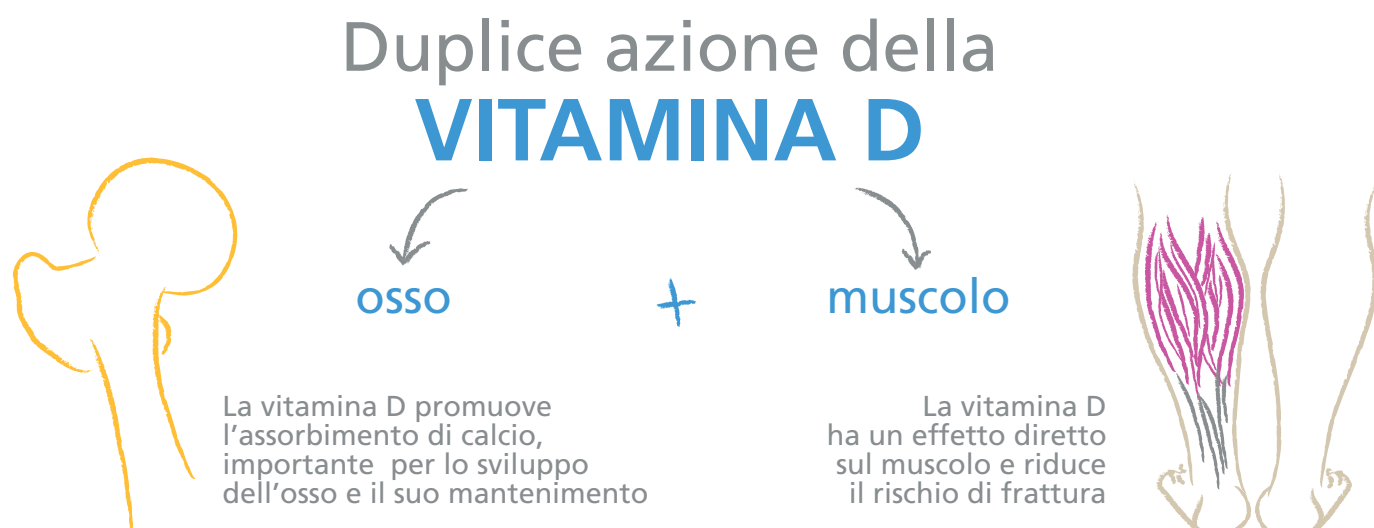 Duplice azione della
VITAMINA D
osso
+
muscolo
La vitamina D promuove
l'assorbimento di calcio,
importante per lo sviluppo
dell'osso e il suo mantenimento
La vitamina D
ha un effetto diretto
sul muscolo e riduce
il rischio di frattura